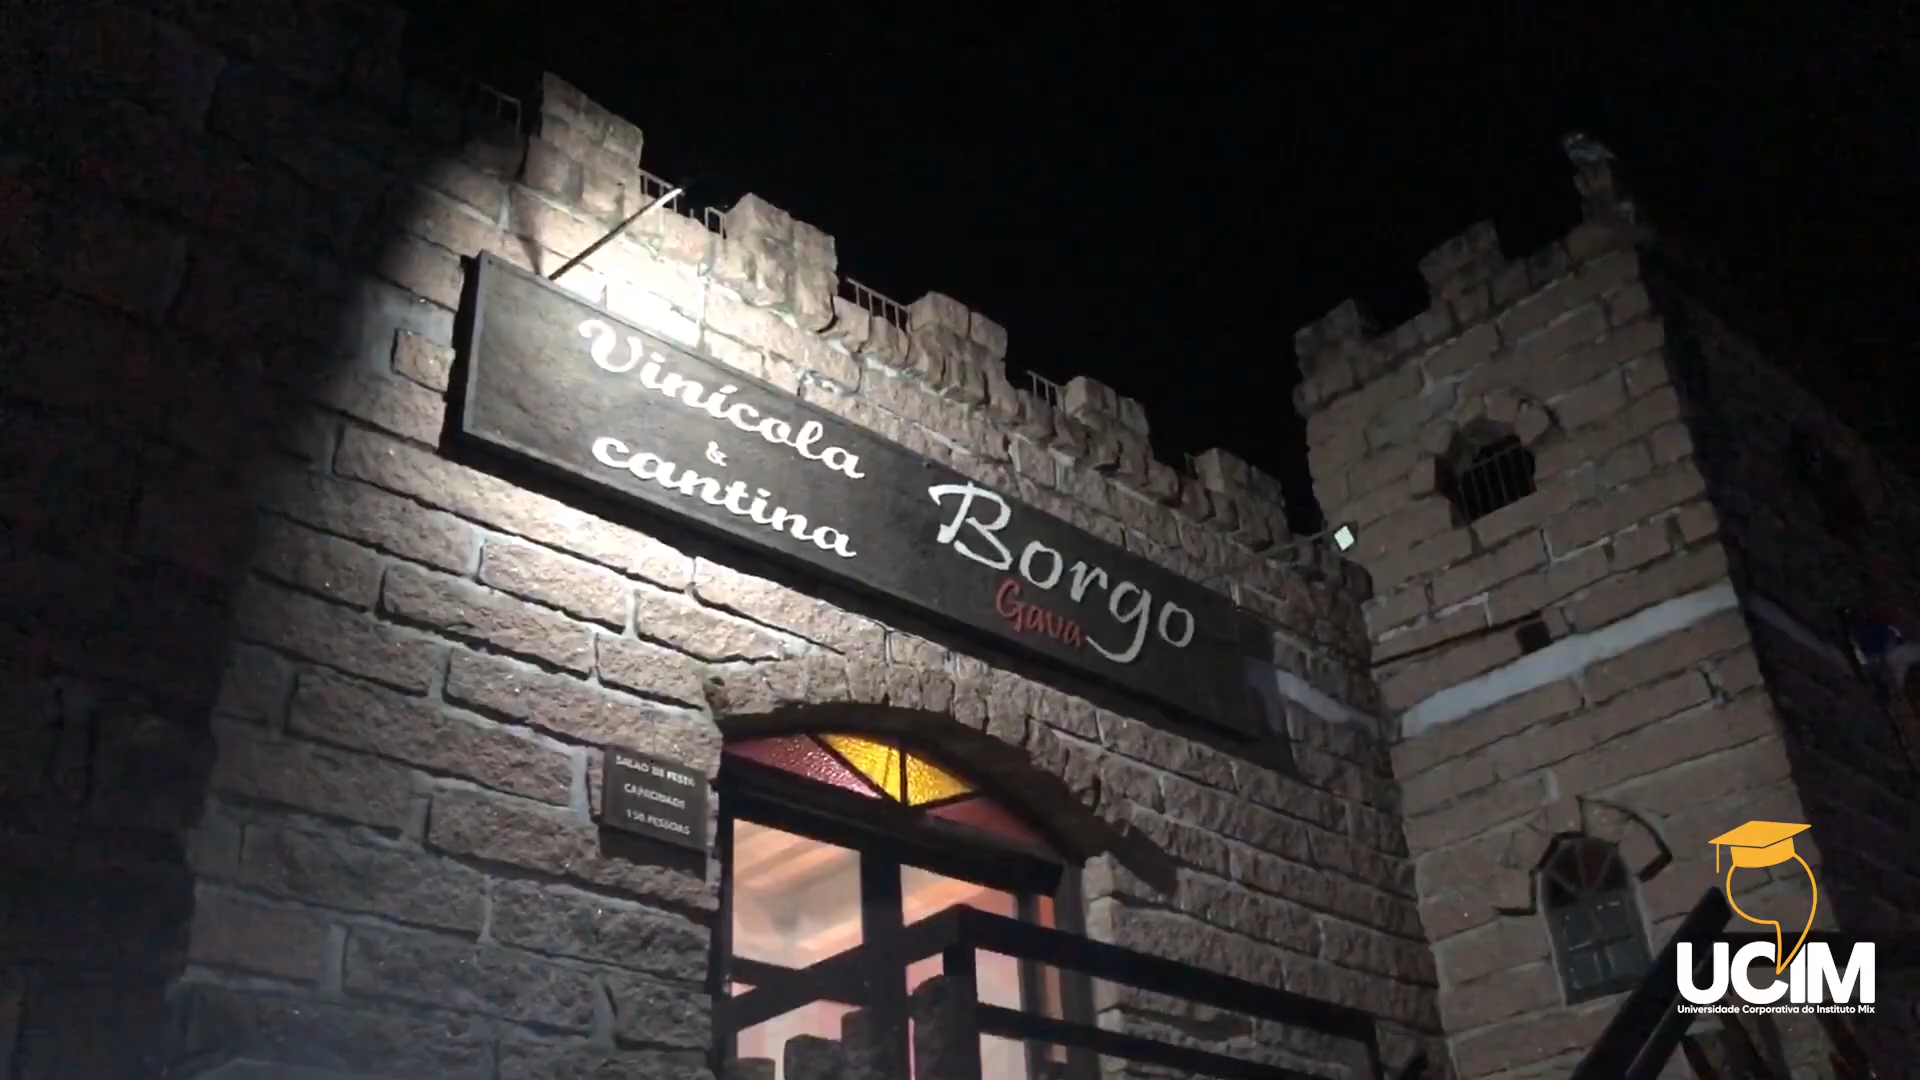 Vinícola
&
cantina
Borgo
Gava
SALÃO DE FESTA
CAPACIDADE
150 PESSOAS
UCIM
Universidade Corporativa do Instituto Mix